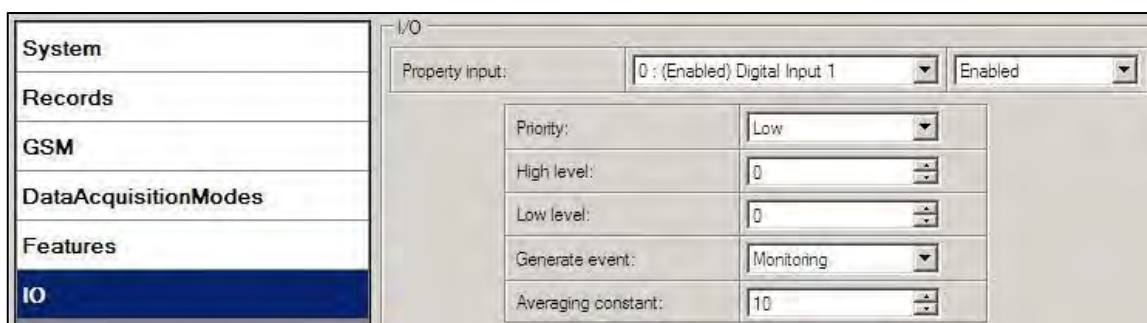 System
Records
GSM
DataAcquisitionModes
Features
IO
I/O
Property input: 0 : (Enabled) Digital Input 1 Enabled
Priority: Low
High level: 0
Low level: 0
Generate event: Monitoring
Averaging constant: 10